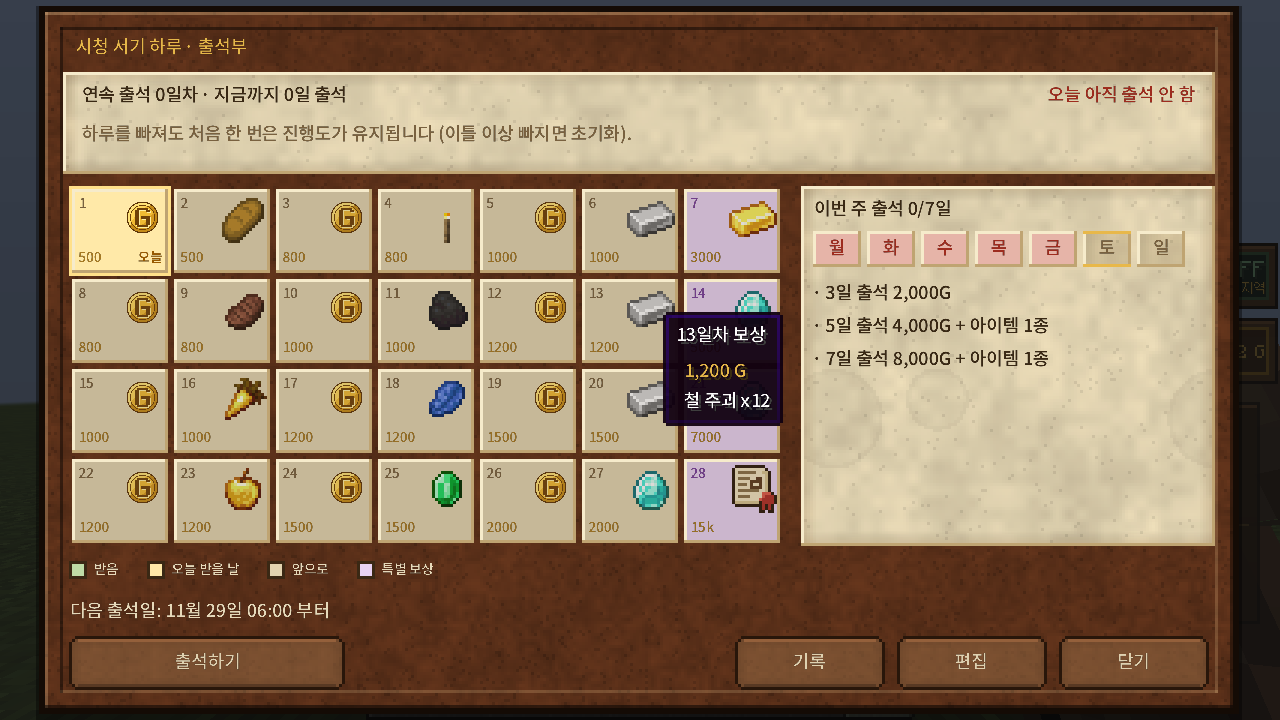 시청 서기 하루 · 출석부
연속 출석 0일차 · 지금까지 0일 출석
오늘 아직 출석 안 함
하루를 빠져도 처음 한 번은 진행도가 유지됩니다 (이틀 이상 빠지면 초기화).
1 2 3 4 5 6 7
500 오늘 500 800 800 1000 1000 3000
8 9 10 11 12 13 14
800 800 1000 1000 1200 1200
15 16 17 18 19 20
1000 1000 1200 1200 1500 1500 7000
22 23 24 25 26 27 28
1200 1200 1500 1500 2000 2000 15k
13일차 보상
1,200 G
철 주괴 x12
이번 주 출석 0/7일
월 화 수 목 금 토 일
· 3일 출석 2,000G
· 5일 출석 4,000G + 아이템 1종
· 7일 출석 8,000G + 아이템 1종
받음 오늘 받을 날 앞으로 특별 보상
다음 출석일: 11월 29일 06:00 부터
출석하기 기록 편집 닫기
지역